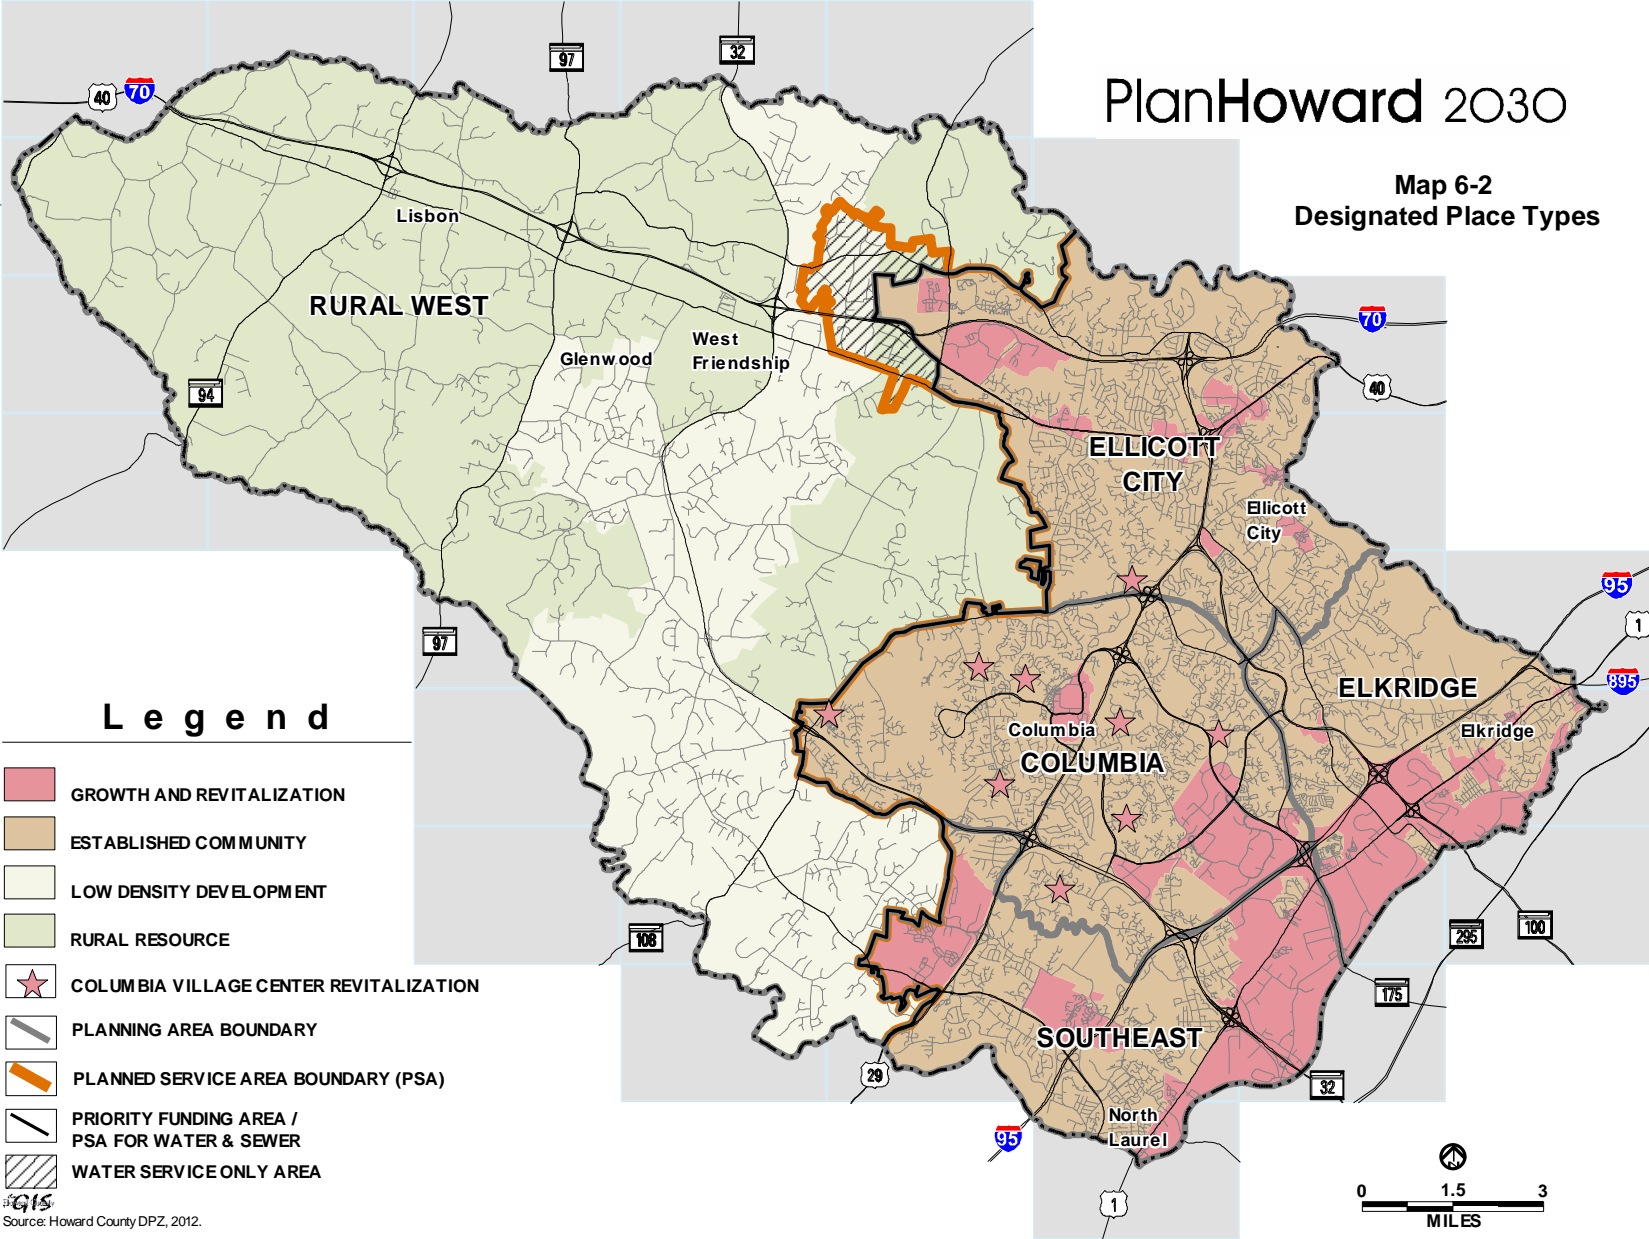 PlanHoward 2030
Map 6-2
Designated Place Types
97
32
40
70
Lisbon
RURAL WEST
West
Friendship
Glenwood
70
40
94
ELLICOTT
CITY
Ellicott
City
95
1
97
895
ELKRIDGE
Elkridge
Columbia
COLUMBIA
Legend
GROWTH AND REVITALIZATION
ESTABLISHED COMMUNITY
LOW DENSITY DEVELOPMENT
RURAL RESOURCE
COLUMBIA VILLAGE CENTER REVITALIZATION
PLANNING AREA BOUNDARY
PLANNED SERVICE AREA BOUNDARY (PSA)
PRIORITY FUNDING AREA /
PSA FOR WATER & SEWER
WATER SERVICE ONLY AREA
108
295
100
175
SOUTHEAST
29
32
North
Laurel
95
1
0 1.5 3
MILES
GIS
Source: Howard County DPZ, 2012.